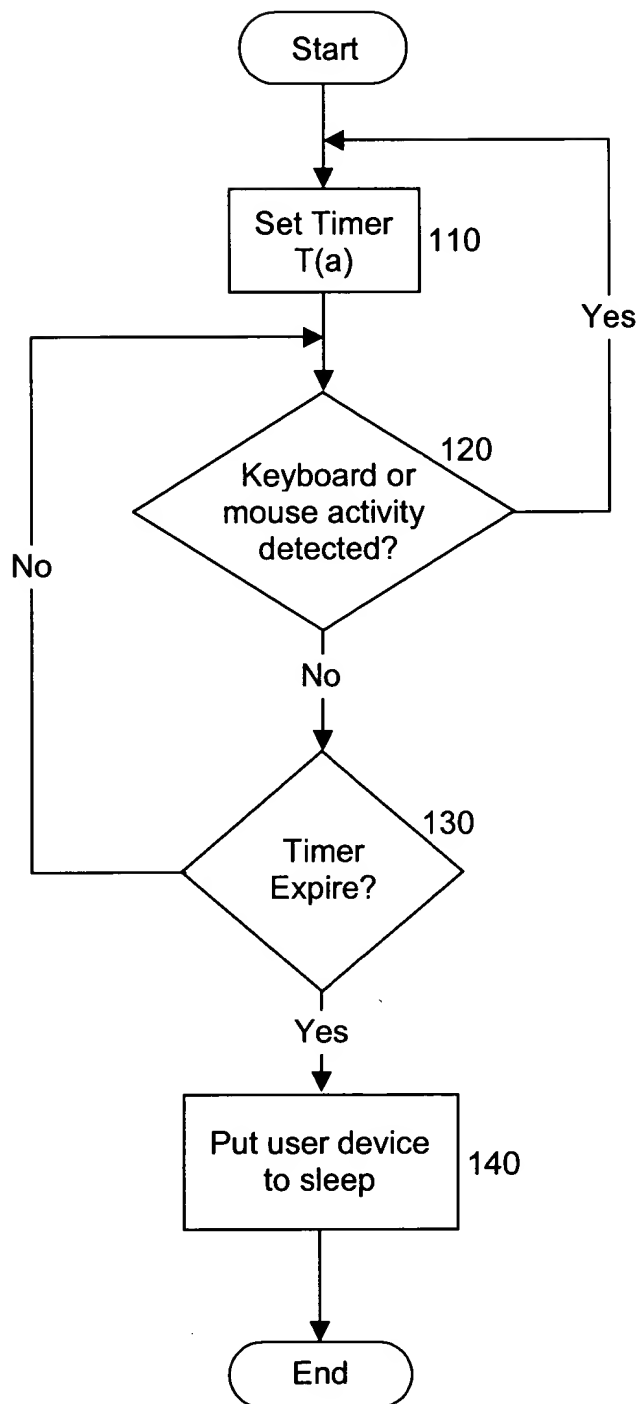 Start
Set Timer
T(a)
110
Yes
120
Keyboard or
mouse activity
detected?
No
No
130
Timer
Expire?
Yes
Put user device
to sleep
140
End